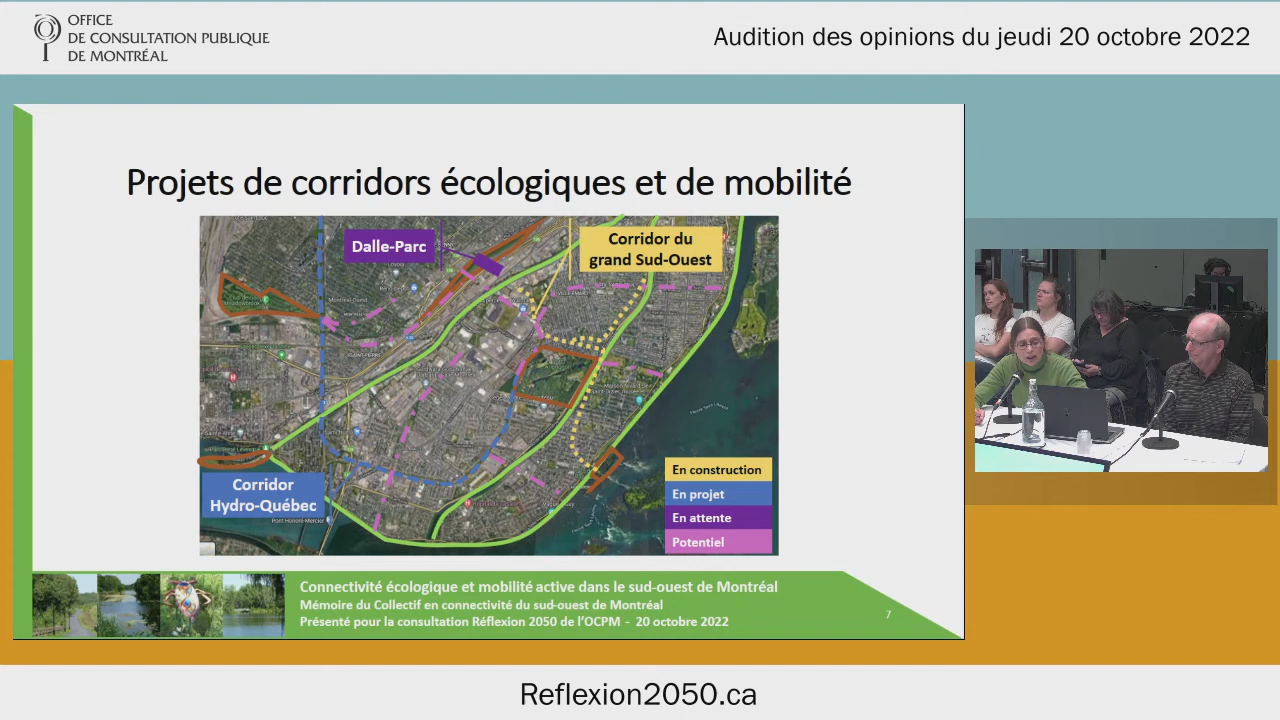 OFFICE
DE CONSULTATION PUBLIQUE
DE MONTRÉAL
Audition des opinions du jeudi 20 octobre 2022
Projets de corridors écologiques et de mobilité
Dalle-Parc
Corridor du
grand Sud-Ouest
Corridor
Hydro-Québec
En construction
En projet
En attente
Potentiel
Connectivité écologique et mobilité active dans le sud-ouest de Montréal
Mémoire du Collectif en connectivité du sud-ouest de Montréal
Présenté pour la consultation Réflexion 2050 de l'OCPM - 20 octobre 2022
7
Reflexion2050.ca